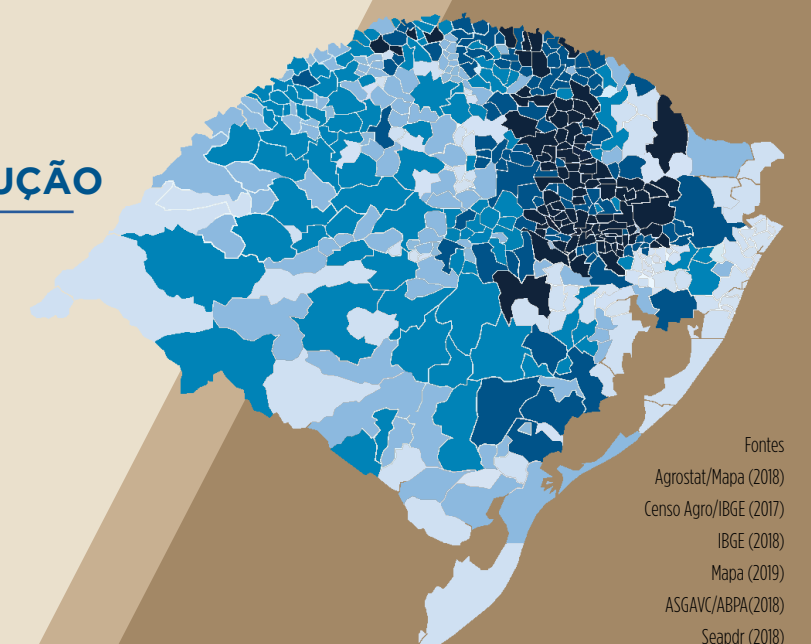 UÇÃO
Fontes
Agrostat/Mapa (2018)
Censo Agro/IBGE (2017)
IBGE (2018)
Mapa (2019)
ASGAVC/ABPA(2018)
Seapdr (2018)